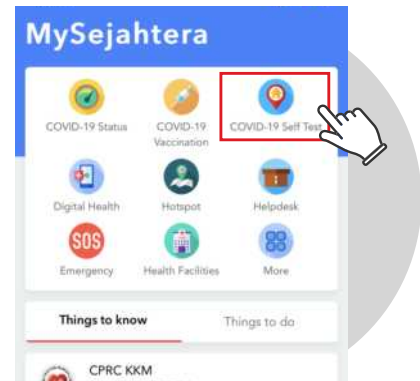 MySejahtera
COVID-19 Status
COVID-19
Vaccination
COVID-19 Self Test
Digital Health
Hotspot
Helpdesk
SOS
Emergency
Health Facilities
More
Things to know
Things to do
CPRC KKM